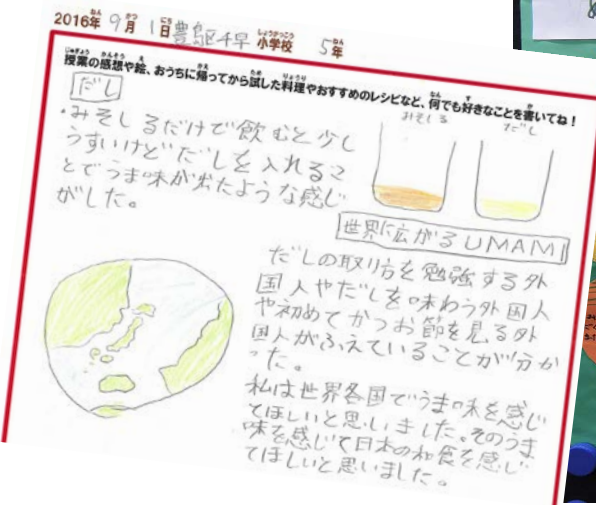 2016年 9月 1日 豊島区千早 小学校 5年
授業の感想や絵、おうちに帰ってから試した料理やおすすめのレシピなど、何でも好きなことを書いてね！
だし
・みそしるだけで飲むと少し
うすいけどだしを入れるこ
とでうま味が出たような感じ
がした。
みそしる
だし
世界に広がるUMAMI
だしの取り方を勉強する外
国人やだしを味わう外国人
や初めてかつお節を見る外
国人がふえていることが分か
った。
私は世界各国でうま味を感じ
てほしいと思いました。そのうま
味を感じて日本の和食を感じ
てほしいと思いました。